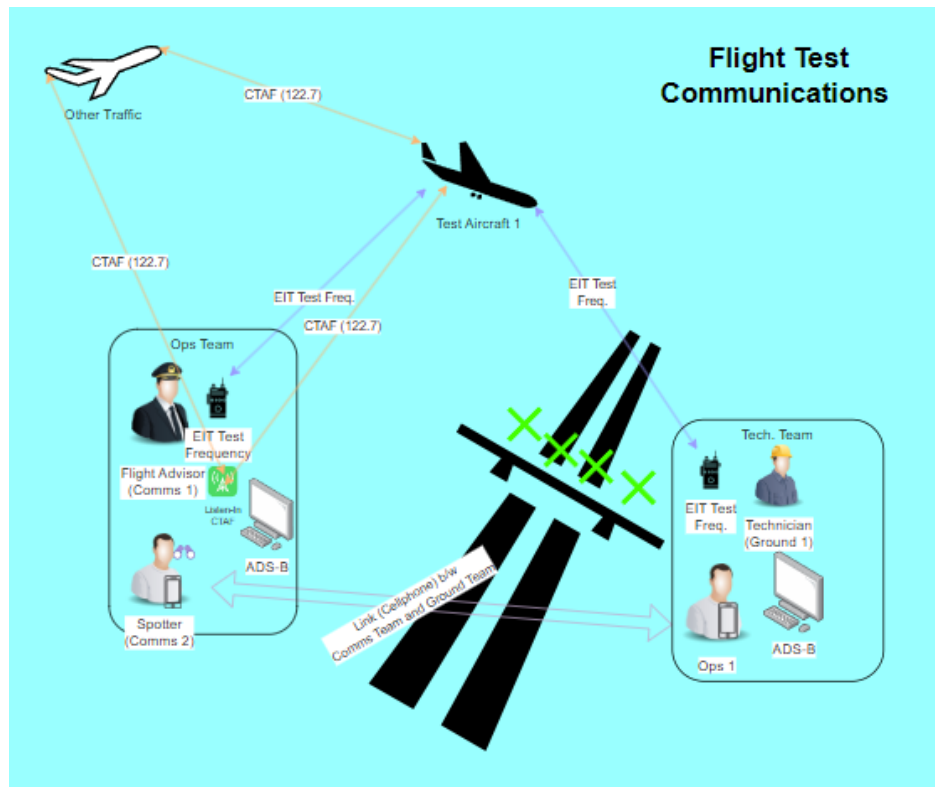 Flight Test
Communications
CTAF (122.7)
Other Traffic
Test Aircraft 1
CTAF (122.7)
EIT Test
Freq.
EIT Test Freq.
CTAF (122.7)
Ops Team
EIT Test
Frequency
Flight Advisor
(Comms 1)
Listen-In
CTAF
ADS-B
Spotter
(Comms 2)
Link (Cellphone) b/w
Comms Team and Ground Team
Tech. Team
EIT Test
Freq.
Technician
(Ground 1)
Ops 1
ADS-B